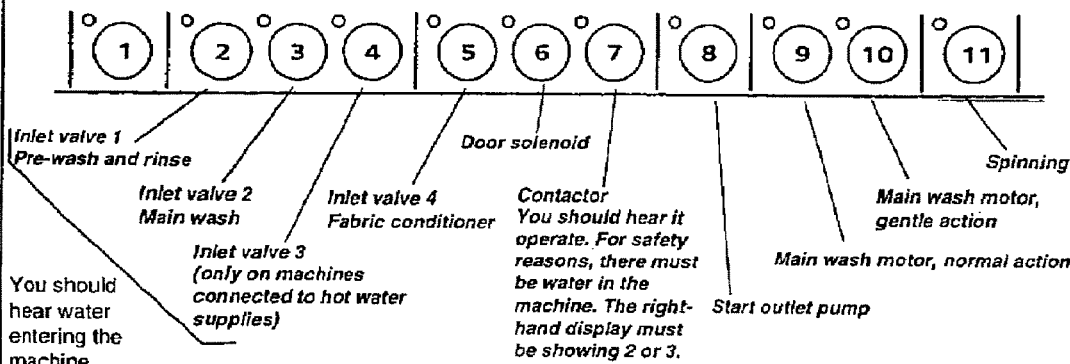 1 2 3 4 5 6 7 8 9 10 11
Inlet valve 1
Pre-wash and rinse
Inlet valve 2
Main wash
Inlet valve 3
(only on machines
connected to hot water
supplies)
Inlet valve 4
Fabric conditioner
Door solenoid
Contactor
You should hear it
operate. For safety
reasons, there must
be water in the
machine. The right-
hand display must
be showing 2 or 3.
Start outlet pump
Main wash motor, normal action
Main wash motor,
gentle action
Spinning
You should
hear water
entering the
machine